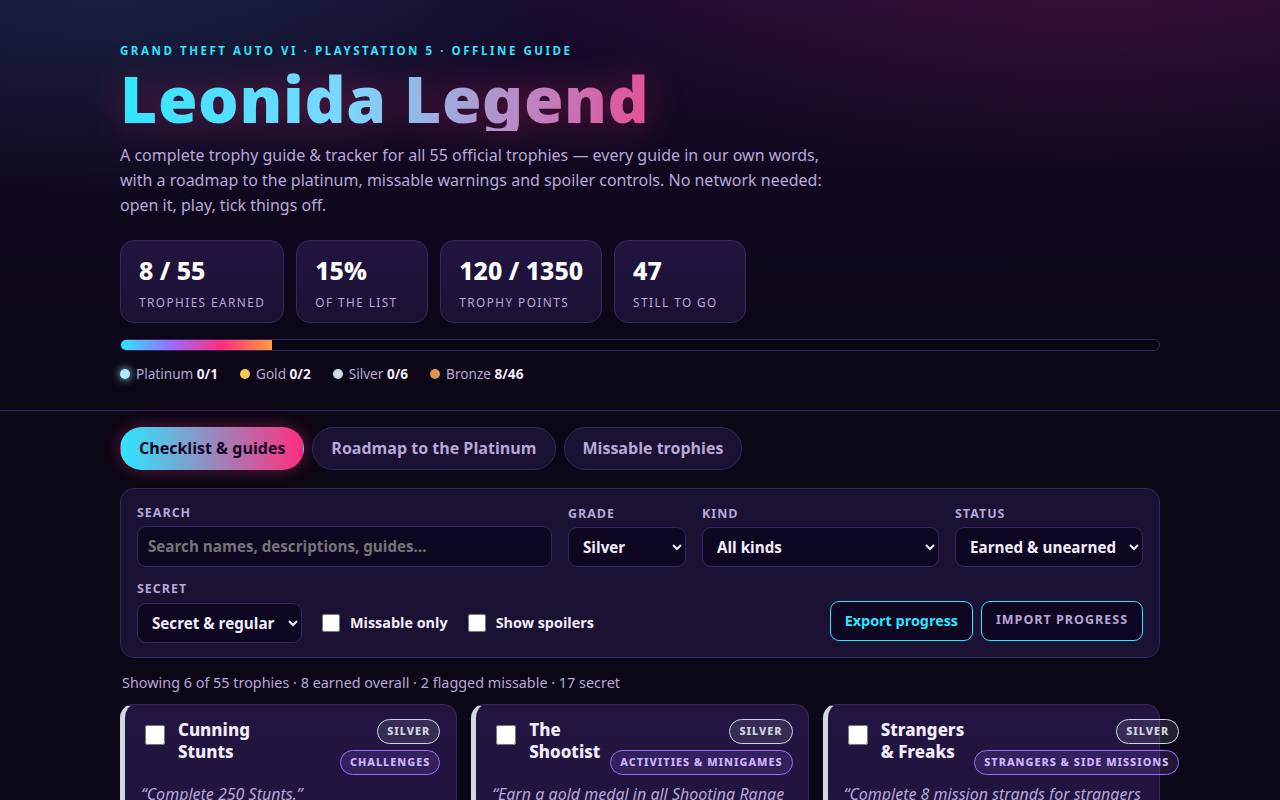 GRAND THEFT AUTO VI · PLAYSTATION 5 · OFFLINE GUIDE
Leonida Legend
A complete trophy guide & tracker for all 55 official trophies — every guide in our own words,
with a roadmap to the platinum, missable warnings and spoiler controls. No network needed:
open it, play, tick things off.
8 / 55
TROPHIES EARNED
15%
OF THE LIST
120 / 1350
TROPHY POINTS
47
STILL TO GO
Platinum 0/1 Gold 0/2 Silver 0/6 Bronze 8/46
Checklist & guides Roadmap to the Platinum Missable trophies
SEARCH GRADE KIND STATUS
Search names, descriptions, guides... Silver All kinds Earned & unearned
SECRET
Secret & regular Missable only Show spoilers Export progress IMPORT PROGRESS
Showing 6 of 55 trophies · 8 earned overall · 2 flagged missable · 17 secret
Cunning
Stunts
SILVER
CHALLENGES
“Complete 250 Stunts.”
The
Shootist
SILVER
ACTIVITIES & MINIGAMES
“Earn a gold medal in all Shooting Range
Strangers
& Freaks
SILVER
STRANGERS & SIDE MISSIONS
“Complete 8 mission strands for strangers